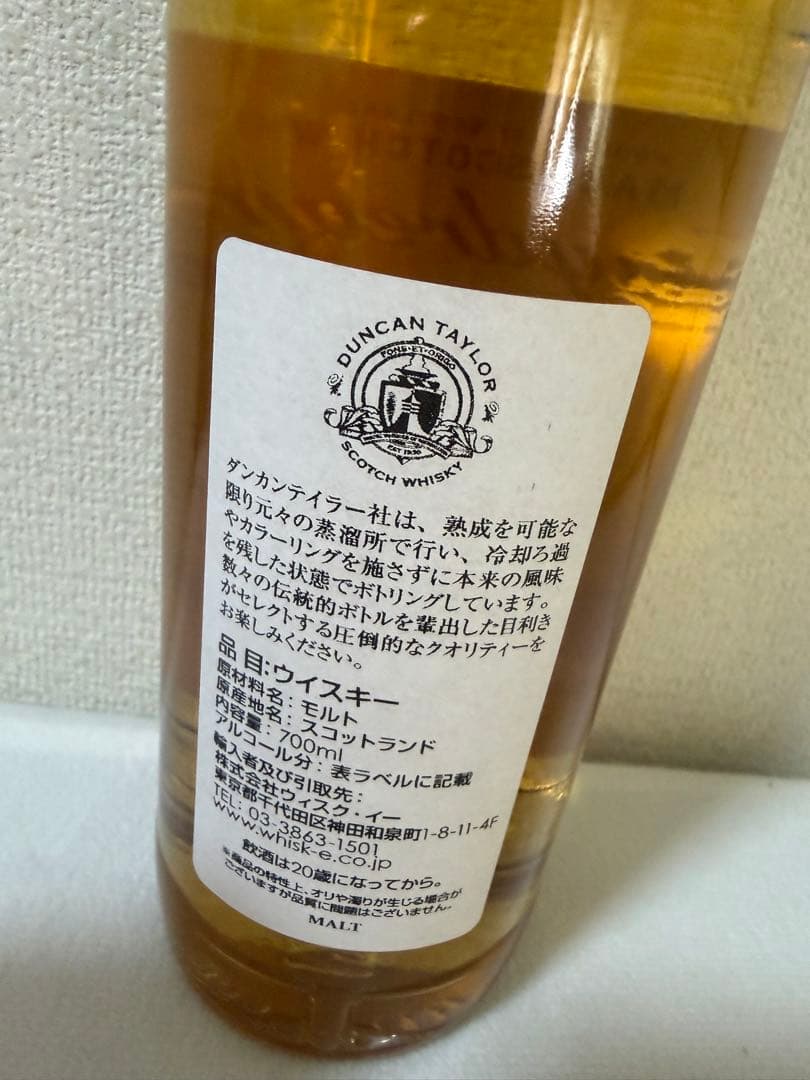 DUNCAN TAYLOR
FONS·ET·ORIGO
EST 1938
SCOTCH WHISKY
ダンカンテイラー社は、熟成を可能な
限り元々の蒸溜所で行い、冷却ろ過
やカラーリングを施さずに本来の風味
を残した状態でボトリングしています。
数々の伝統的ボトルを輩出した目利き
がセレクトする圧倒的なクオリティーを
お楽しみください。
品 目:ウイスキー
原材料名:モルト
原産地名:スコットランド
内容量:700ml
アルコール分:表ラベルに記載
輸入者及び引取先:
株式会社ウィスク・イー
東京都千代田区神田和泉町1-8-11-4F
TEL: 03-3863-1501
www.whisk-e.co.jp
飲酒は20歳になってから。
※商品の特性上、オリや濁りが生じる場合が
ございますが品質に問題はございません。
MALT